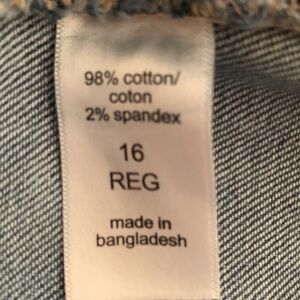 98% cotton/
coton
2% spandex
16
REG
made in
bangladesh